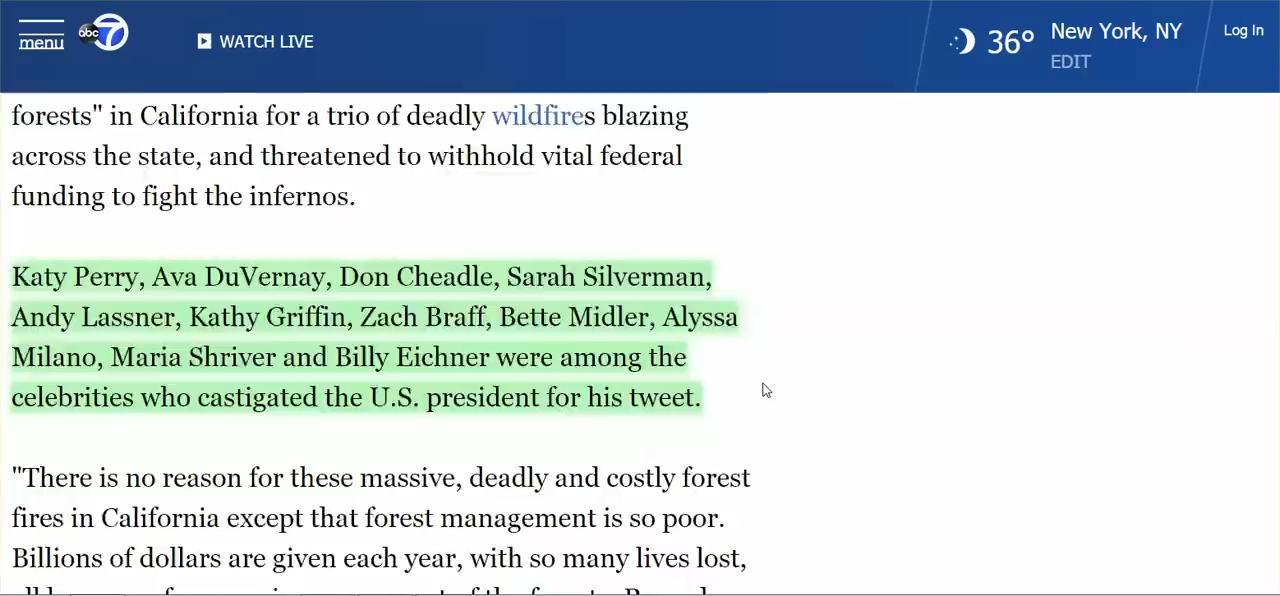 menu
abc 7
WATCH LIVE
36°
New York, NY
EDIT
Log In
forests" in California for a trio of deadly wildfires blazing
across the state, and threatened to withhold vital federal
funding to fight the infernos.
Katy Perry, Ava DuVernay, Don Cheadle, Sarah Silverman,
Andy Lassner, Kathy Griffin, Zach Braff, Bette Midler, Alyssa
Milano, Maria Shriver and Billy Eichner were among the
celebrities who castigated the U.S. president for his tweet.
"There is no reason for these massive, deadly and costly forest
fires in California except that forest management is so poor.
Billions of dollars are given each year, with so many lives lost,